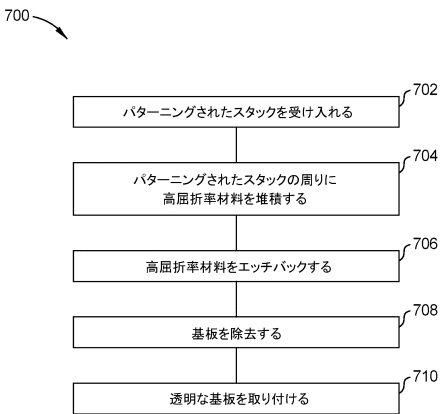 700
702
パターニングされたスタックを受け入れる
704
パターニングされたスタックの周りに
高屈折率材料を堆積する
706
高屈折率材料をエッチバックする
708
基板を除去する
710
透明な基板を取り付ける